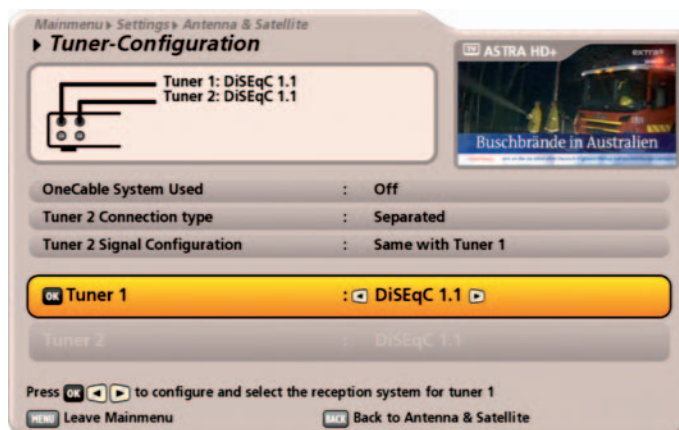 Mainmenu ▸ Settings ▸ Antenna & Satellite
▸ Tuner-Configuration
TV ASTRA HD+
extra
Tuner 1: DiSEqC 1.1
Tuner 2: DiSEqC 1.1
Buschbrände in Australien
OneCable System Used : Off
Tuner 2 Connection type : Separated
Tuner 2 Signal Configuration : Same with Tuner 1
OK Tuner 1 : ◂ DiSEqC 1.1 ▸
Tuner 2 : DiSEqC 1.1
Press OK ◂ ▸ to configure and select the reception system for tuner 1
MENU Leave Mainmenu BACK Back to Antenna & Satellite